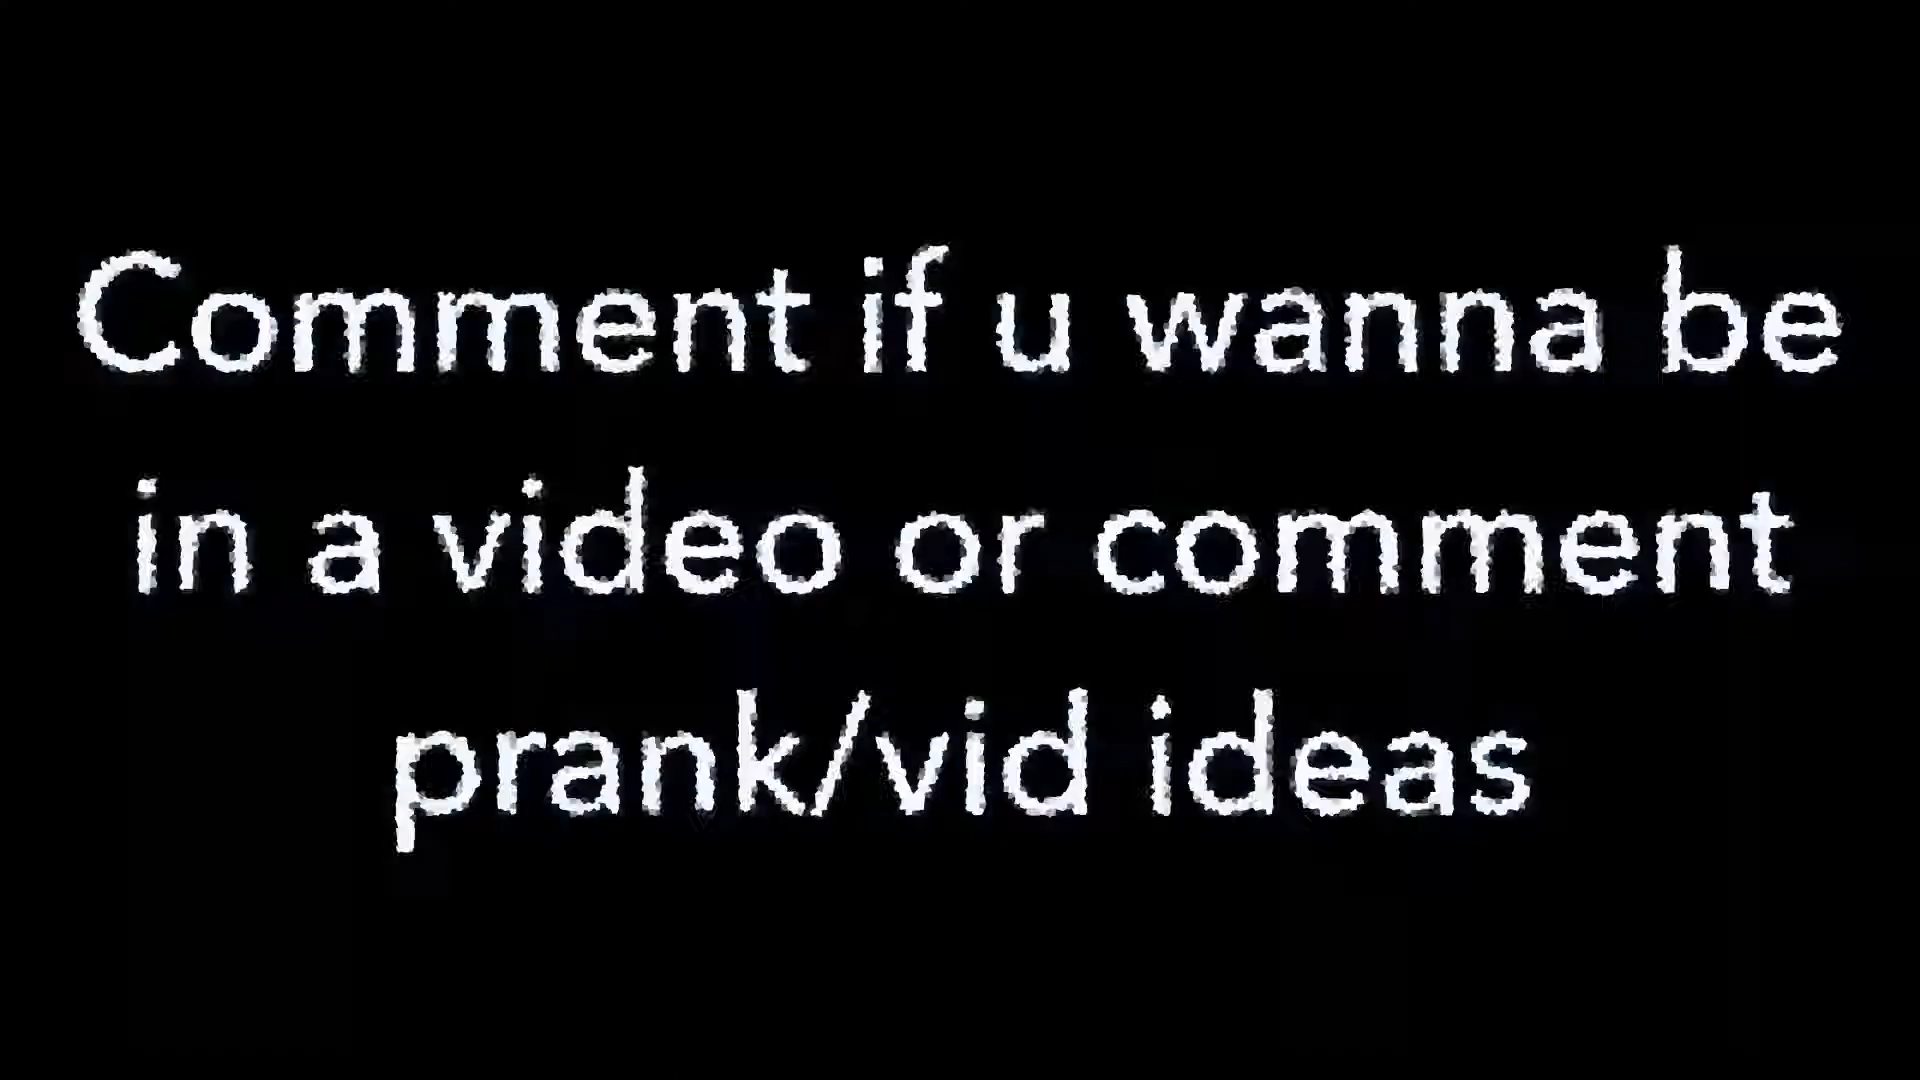 Comment if u wanna be
in a video or comment
prank/vid ideas